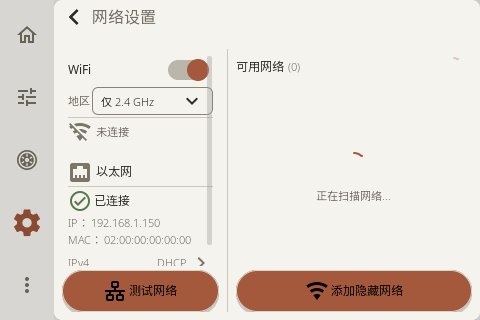 网络设置
WiFi
地区 仅 2.4 GHz
未连接
以太网
已连接
IP： 192.168.1.150
MAC： 02:00:00:00:00:00
IPv4 DHCP
测试网络
可用网络 (0)
正在扫描网络...
添加隐藏网络